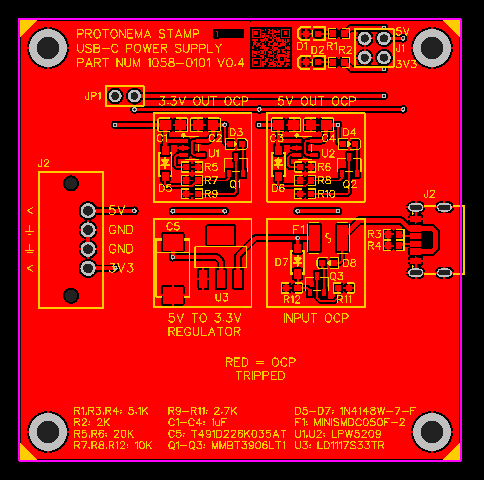 PROTONEMA STAMP
USB-C POWER SUPPLY
PART NUM 1058-0101 V0.4
D1 R1 5V
D2 R2 J1
3V3
JP1 3.3V OUT OCP 5V OUT OCP
C1 C2 D3 C3 C4 D4
U1 U2
R5 R6
R7 R8
D5 R9 Q1 D6 R10 Q2
J2 J2
5V
GND
GND
3V3
C5 F1 5 R3
R4
D7 D8
Q3
U3 R12 R11
5V TO 3.3V INPUT OCP
REGULATOR
RED = OCP
TRIPPED
R1,R3,R4: 5.1K R9-R11: 2.7K D5-D7: 1N4148W-7-F
R2: 2K C1-C4: 1uF F1: MINISMDC050F-2
R5,R6: 20K C5: T491D226K035AT U1,U2: LPW5209
R7,R8,R12: 10K Q1-Q3: MMBT3906LT1 U3: LD1117S33TR